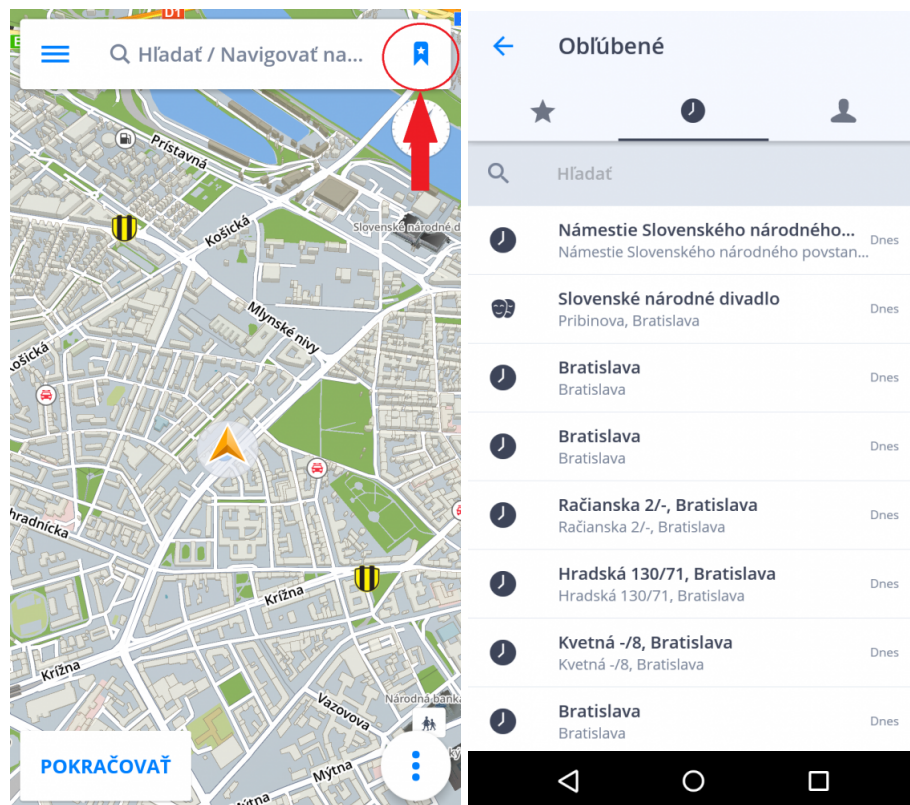 D1
E
Hľadať / Navigovať na...
Prístavná
Košická
Slovenské národné d
Mlynské nivy
ošická
hradnícka
Krížna
Krížna
Vazovova
Národná banka
Mýtna
ýtna
POKRAČOVAŤ
Obľúbené
Hľadať
Námestie Slovenského národného... Dnes
Námestie Slovenského národného povstan...
Slovenské národné divadlo Dnes
Pribinova, Bratislava
Bratislava Dnes
Bratislava
Bratislava Dnes
Bratislava
Račianska 2/-, Bratislava Dnes
Račianska 2/-, Bratislava
Hradská 130/71, Bratislava Dnes
Hradská 130/71, Bratislava
Kvetná -/8, Bratislava Dnes
Kvetná -/8, Bratislava
Bratislava Dnes
Bratislava